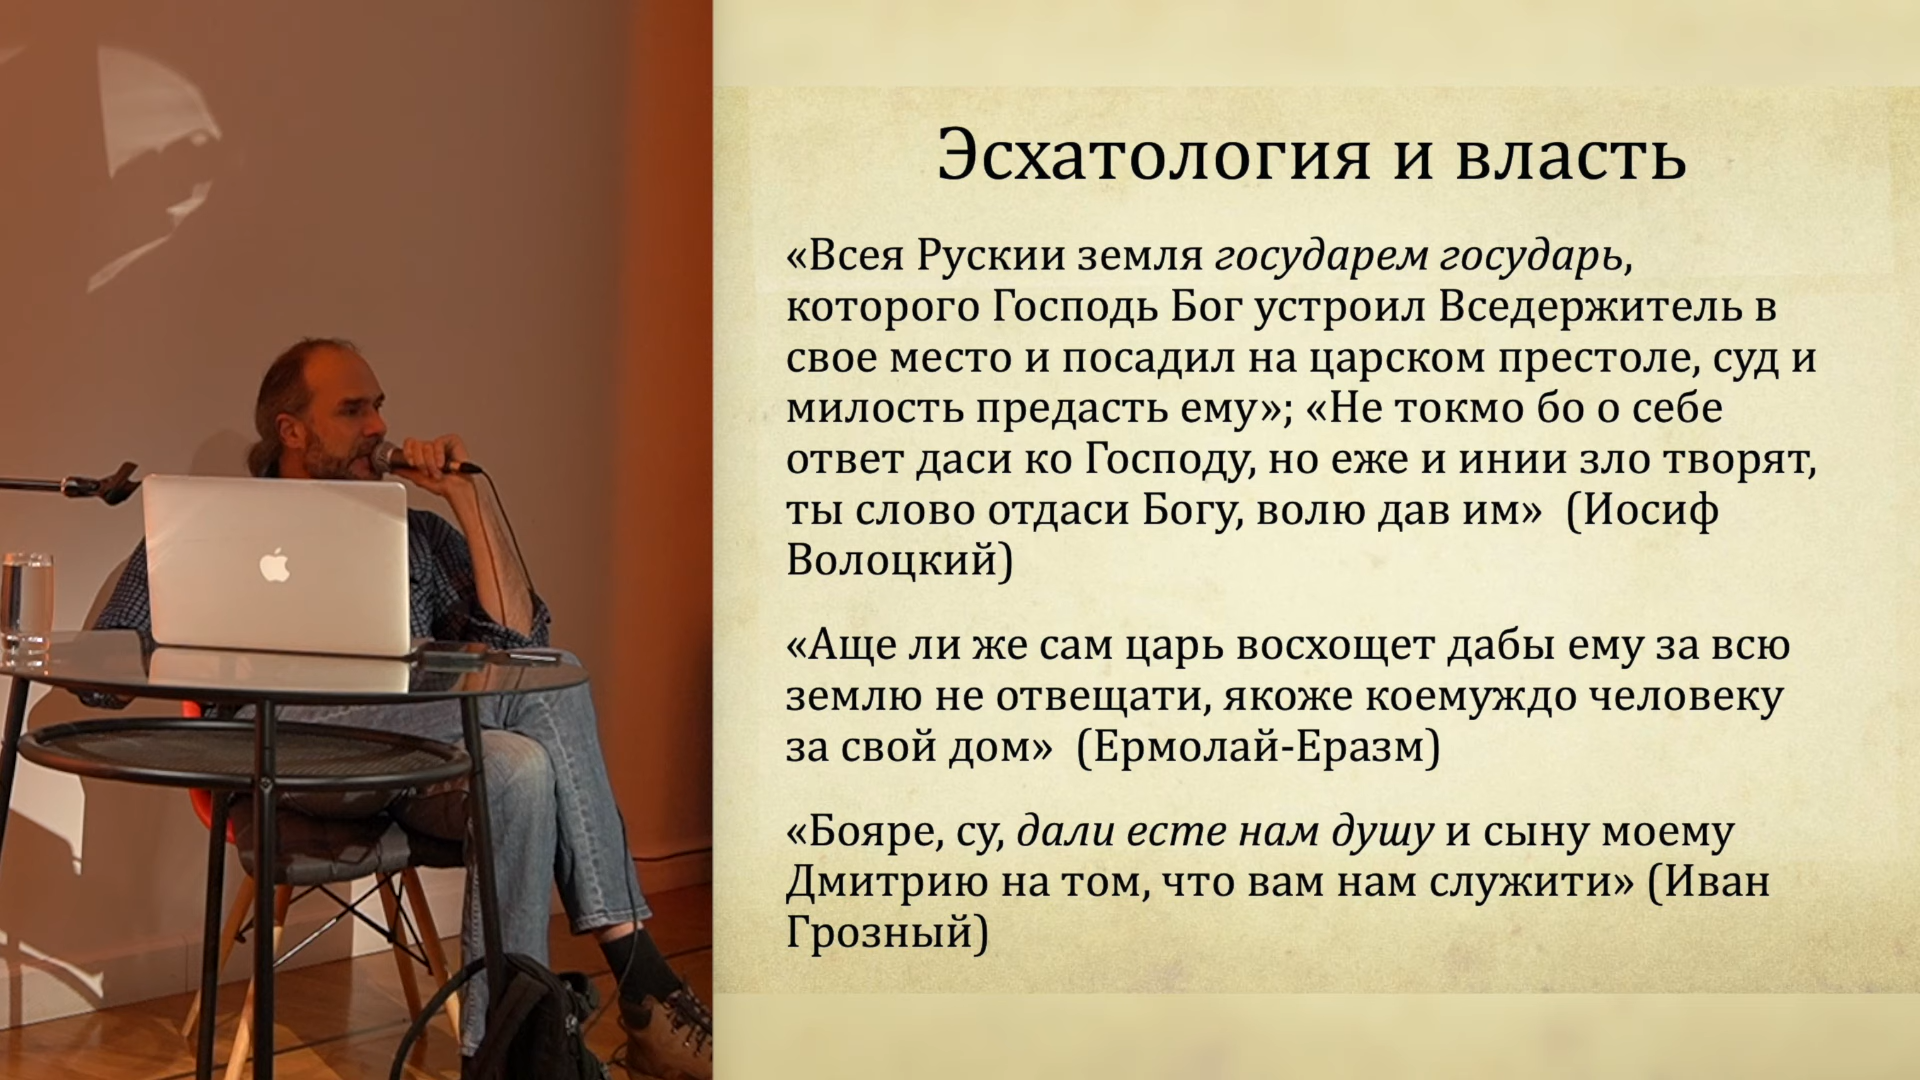 Эсхатология и власть
«Всея Рускии земля государем государь,
которого Господь Бог устроил Вседержитель в
свое место и посадил на царском престоле, суд и
милость предасть ему»; «Не токмо бо о себе
ответ даси ко Господу, но еже и инии зло творят,
ты слово отдаси Богу, волю дав им» (Иосиф
Волоцкий)
«Аще ли же сам царь восхощет дабы ему за всю
землю не отвещати, якоже коемуждо человеку
за свой дом» (Ермолай-Еразм)
«Бояре, су, дали есте нам душу и сыну моему
Дмитрию на том, что вам нам служити» (Иван
Грозный)